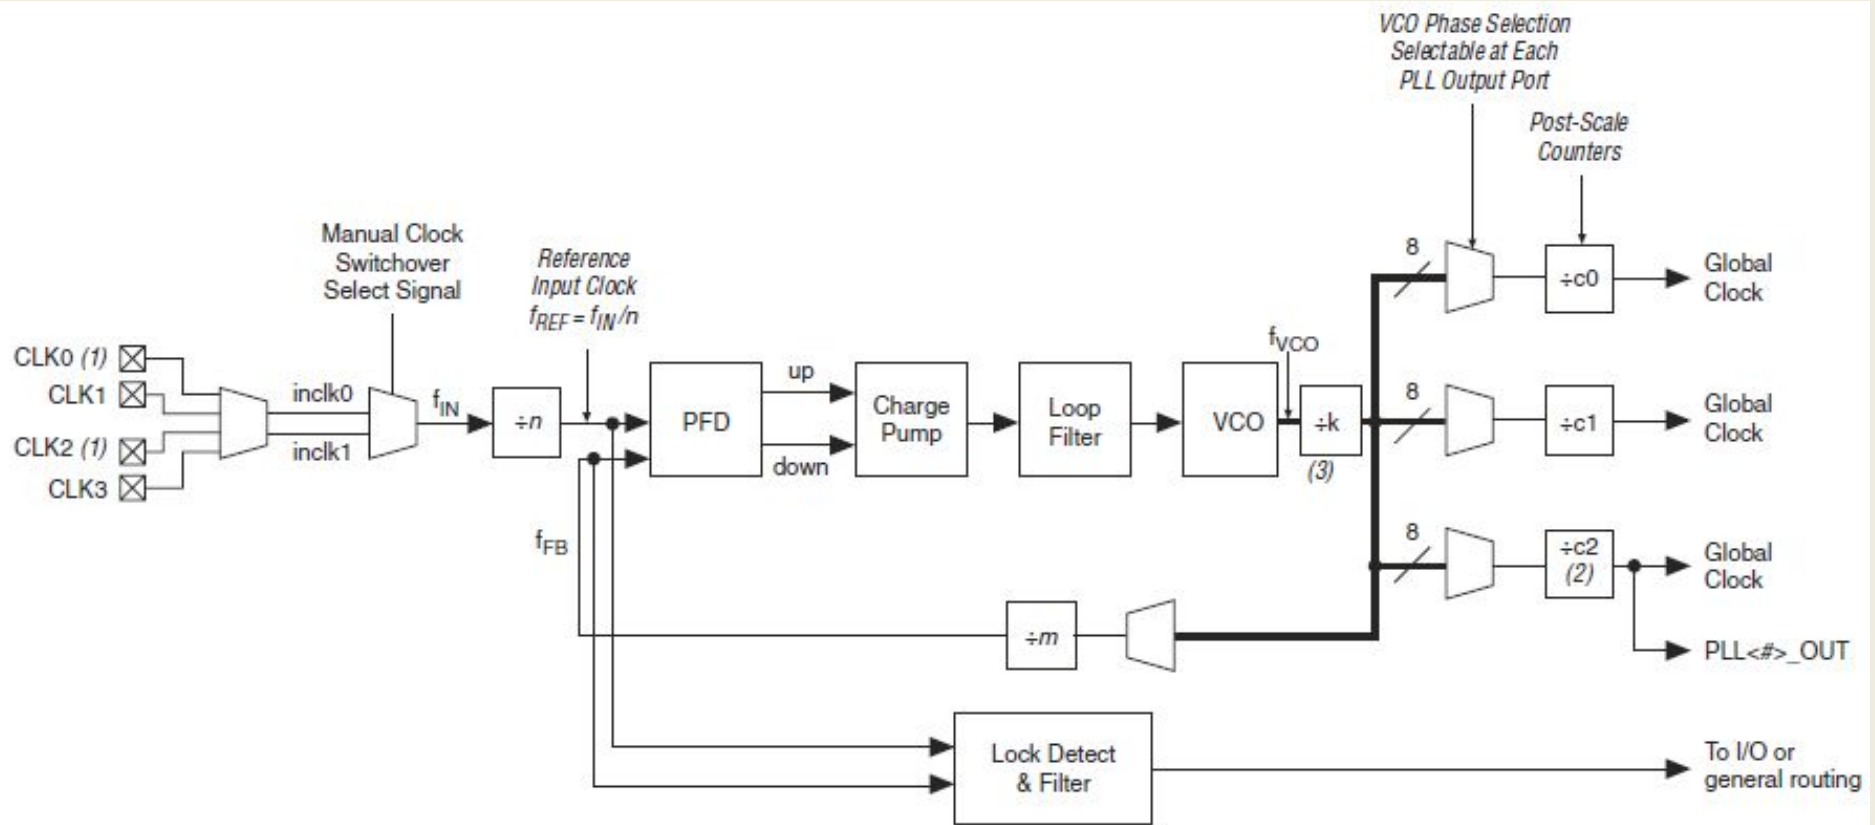 VCO Phase Selection
Selectable at Each
PLL Output Port
Post-Scale
Counters
Manual Clock
Switchover
Select Signal
Reference
Input Clock
fREF = fIN/n
8
÷c0
Global
Clock
CLK0 (1)
CLK1
CLK2 (1)
CLK3
inclk0
inclk1
fIN
÷n
PFD
up
down
Charge
Pump
Loop
Filter
VCO
fVCO
÷k
(3)
8
÷c1
Global
Clock
fFB
8
÷c2
(2)
Global
Clock
÷m
PLL<#>_OUT
Lock Detect
& Filter
To I/O or
general routing